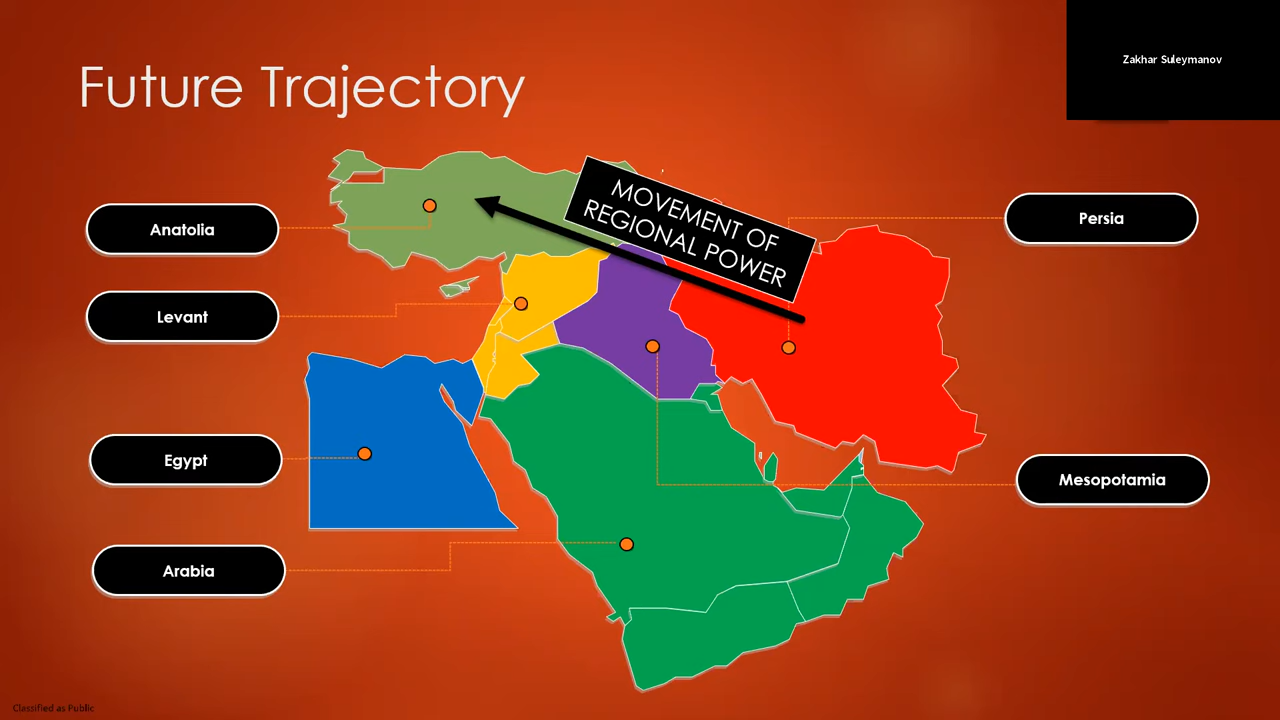 Future Trajectory
Zakhar Suleymanov
MOVEMENT OF
REGIONAL POWER
Anatolia
Levant
Egypt
Arabia
Persia
Mesopotamia
Classified as Public